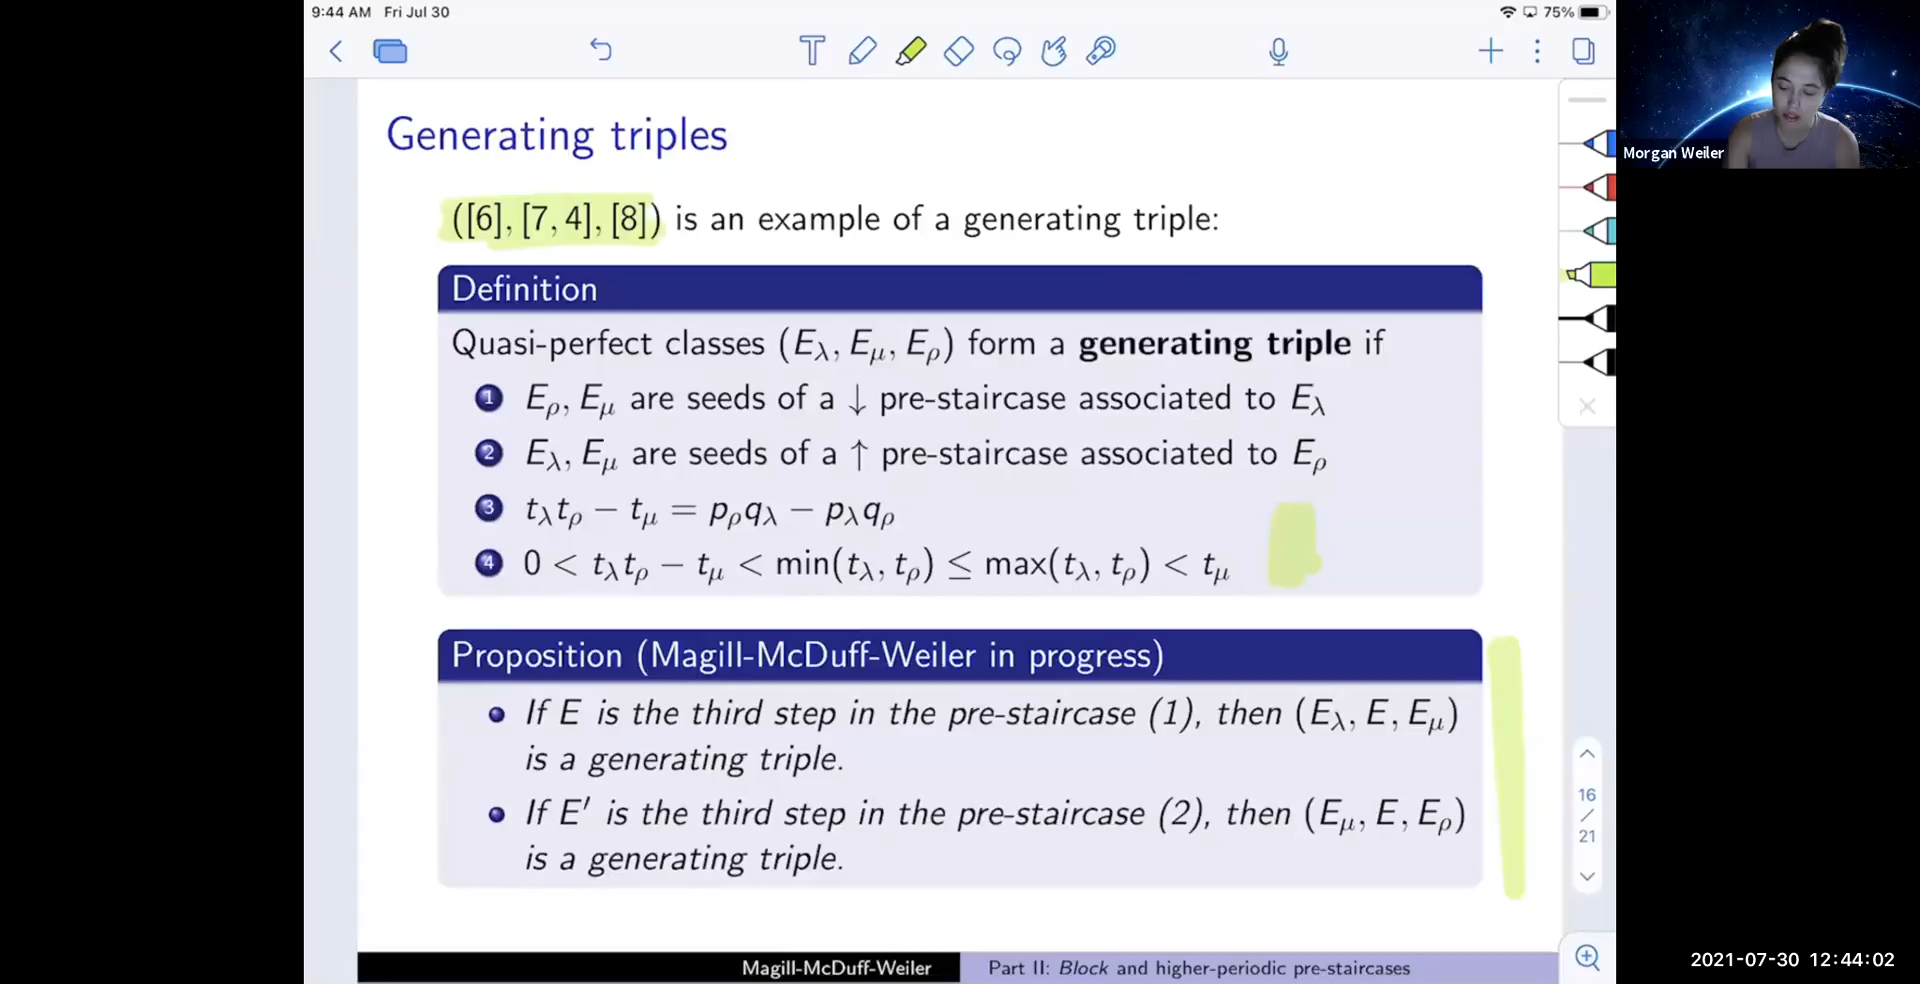 9:44 AM Fri Jul 30
75%
Generating triples
([6], [7, 4], [8]) is an example of a generating triple:
Definition
Quasi-perfect classes (E_λ, E_μ, E_ρ) form a generating triple if
1 E_ρ, E_μ are seeds of a ↓ pre-staircase associated to E_λ
2 E_λ, E_μ are seeds of a ↑ pre-staircase associated to E_ρ
3 t_λt_ρ − t_μ = p_ρq_λ − p_λq_ρ
4 0 < t_λt_ρ − t_μ < min(t_λ, t_ρ) ≤ max(t_λ, t_ρ) < t_μ
Proposition (Magill-McDuff-Weiler in progress)
• If E is the third step in the pre-staircase (1), then (E_λ, E, E_μ)
is a generating triple.
• If E′ is the third step in the pre-staircase (2), then (E_μ, E, E_ρ)
is a generating triple.
Magill-McDuff-Weiler
Part II: Block and higher-periodic pre-staircases
16
/
21
Morgan Weiler
2021-07-30 12:44:02